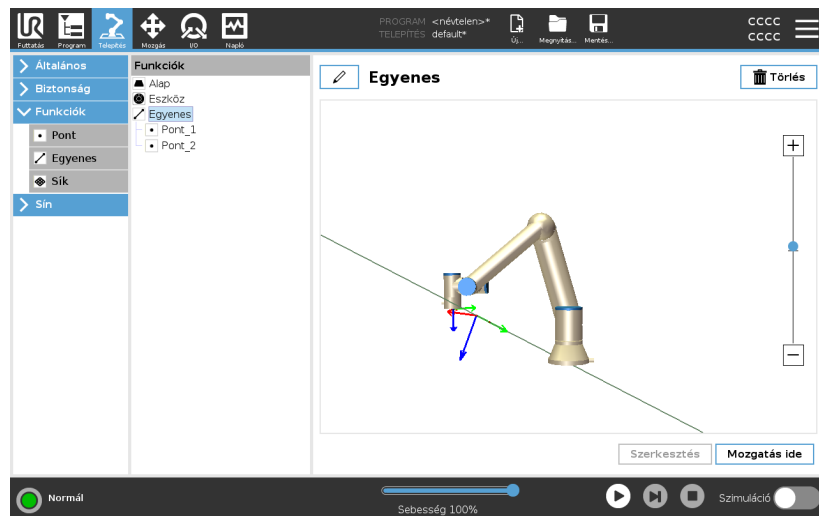 UR
Futtatás Program Telepítés Mozgás I/O Napló
PROGRAM <névtelen>*
TELEPÍTÉS default*
Új... Megnyitás... Mentés...
CCCC
CCCC
Általános
Biztonság
Funkciók
Pont
Egyenes
Sík
Sín
Funkciók
Alap
Eszköz
Egyenes
Pont_1
Pont_2
Egyenes
Törlés
+
−
Szerkesztés Mozgatás ide
Normál
Sebesség 100%
Szimuláció